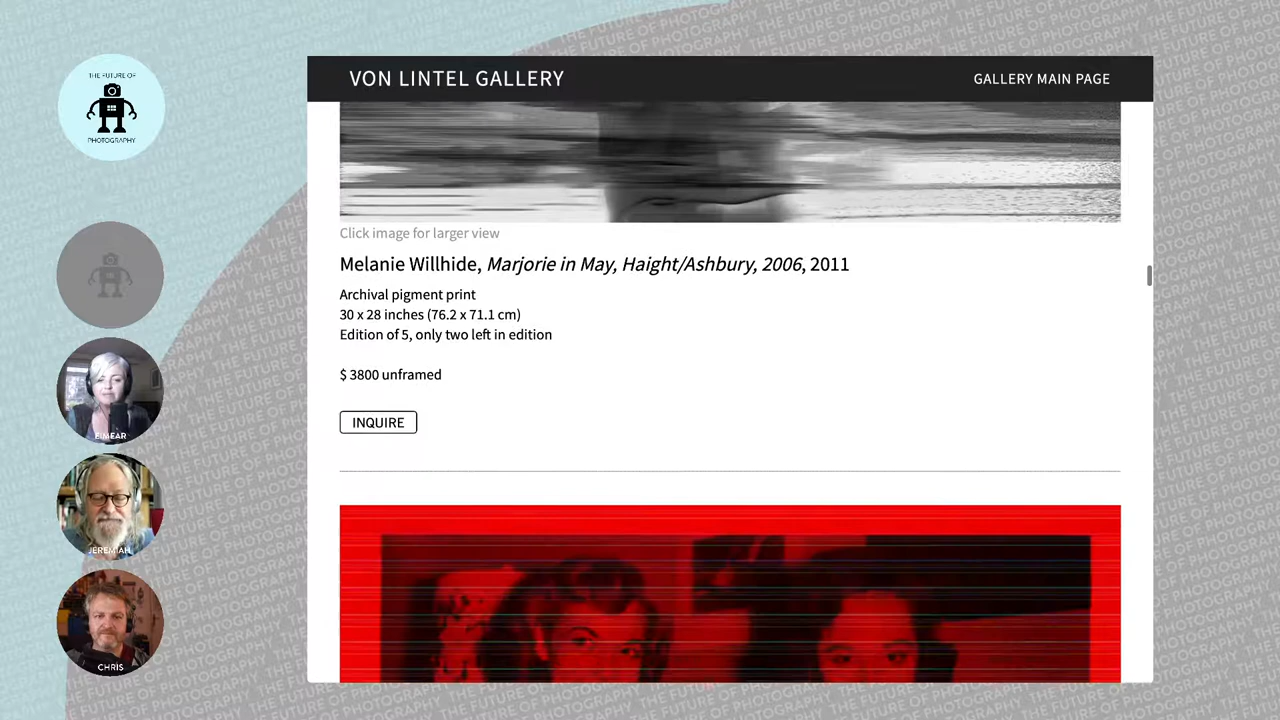 THE FUTURE OF
PHOTOGRAPHY
EIMEAR
JEREMIAH
CHRIS
VON LINTEL GALLERY
GALLERY MAIN PAGE
Click image for larger view
Melanie Willhide, Marjorie in May, Haight/Ashbury, 2006, 2011
Archival pigment print
30 x 28 inches (76.2 x 71.1 cm)
Edition of 5, only two left in edition
$ 3800 unframed
INQUIRE